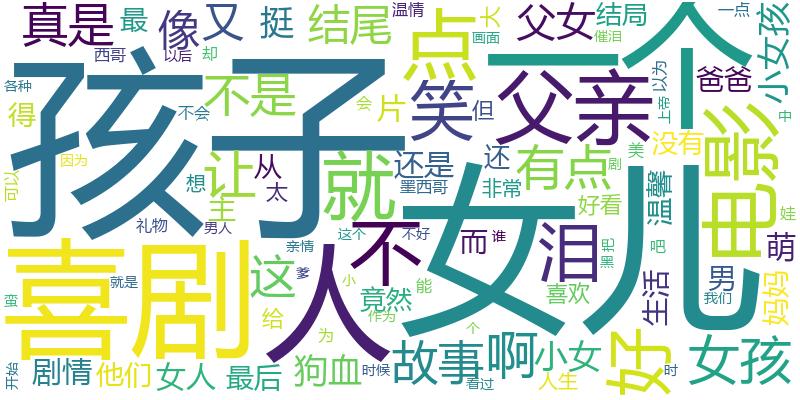 真是
最
像
又
挺
结尾
温情
大
画面
催泪
父女
结局
一点
小女孩
一个
点
西哥
以后
却
各种
得
孩子
不是
不会
笑
会
片
但
父亲
以为
上帝
爸爸
中
电影
没有
因为
可以
让
想
主
从
太
就
还是
墨西哥
还
有点
非常
好看
美
剧
温馨
女儿
娃
萌
礼物
男人
喜剧
这
亲情
这个
不
不好
而
谁
泪
把
黑
吧
人
爹
小
竟然
能
喜欢
生活
男
我们
妈妈
蛮
就是
给
为
作为
个
故事
啊
小女
好
女孩
开始
剧情
他们
女人
最后
狗血
时候
看过
人生
时